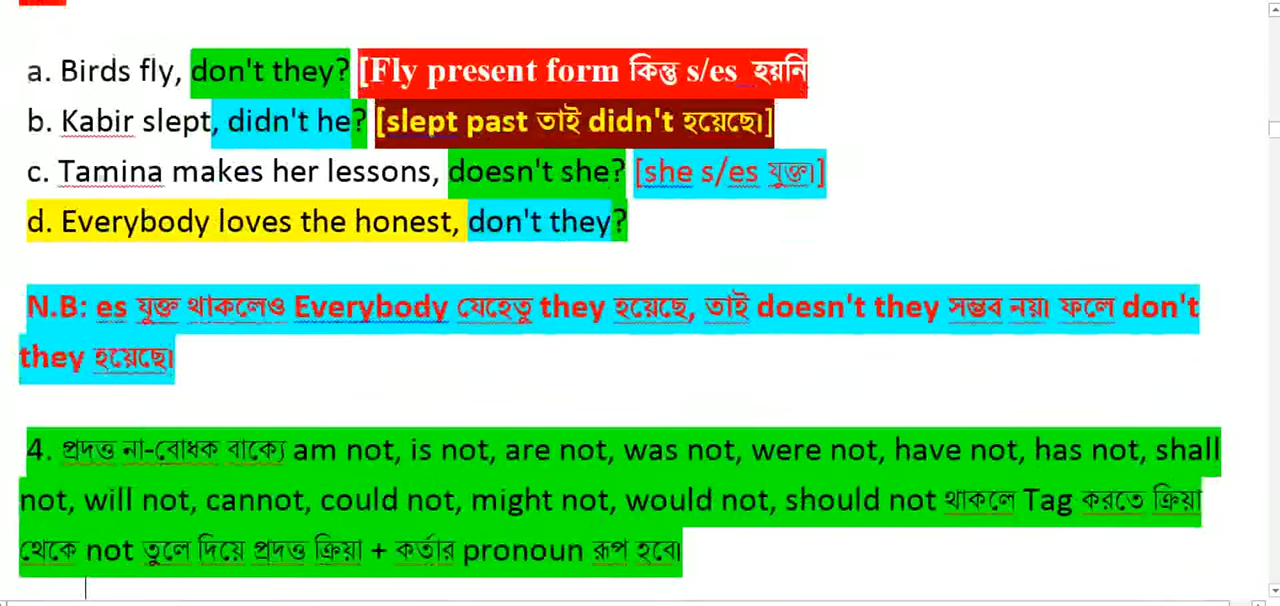 a. Birds fly, don't they? [Fly present form কিন্তু s/es হয়নি
b. Kabir slept, didn't he? [slept past তাই didn't হয়েছে।]
c. Tamina makes her lessons, doesn't she? [she s/es যুক্ত।]
d. Everybody loves the honest, don't they?
N.B: es যুক্ত থাকলেও Everybody যেহেতু they হয়েছে, তাই doesn't they সম্ভব নয়। ফলে don't
they হয়েছে।
4. প্রদত্ত না-বোধক বাক্যে am not, is not, are not, was not, were not, have not, has not, shall
not, will not, cannot, could not, might not, would not, should not থাকলে Tag করতে ক্রিয়া
থেকে not তুলে দিয়ে প্রদত্ত ক্রিয়া + কর্তার pronoun রূপ হবে।